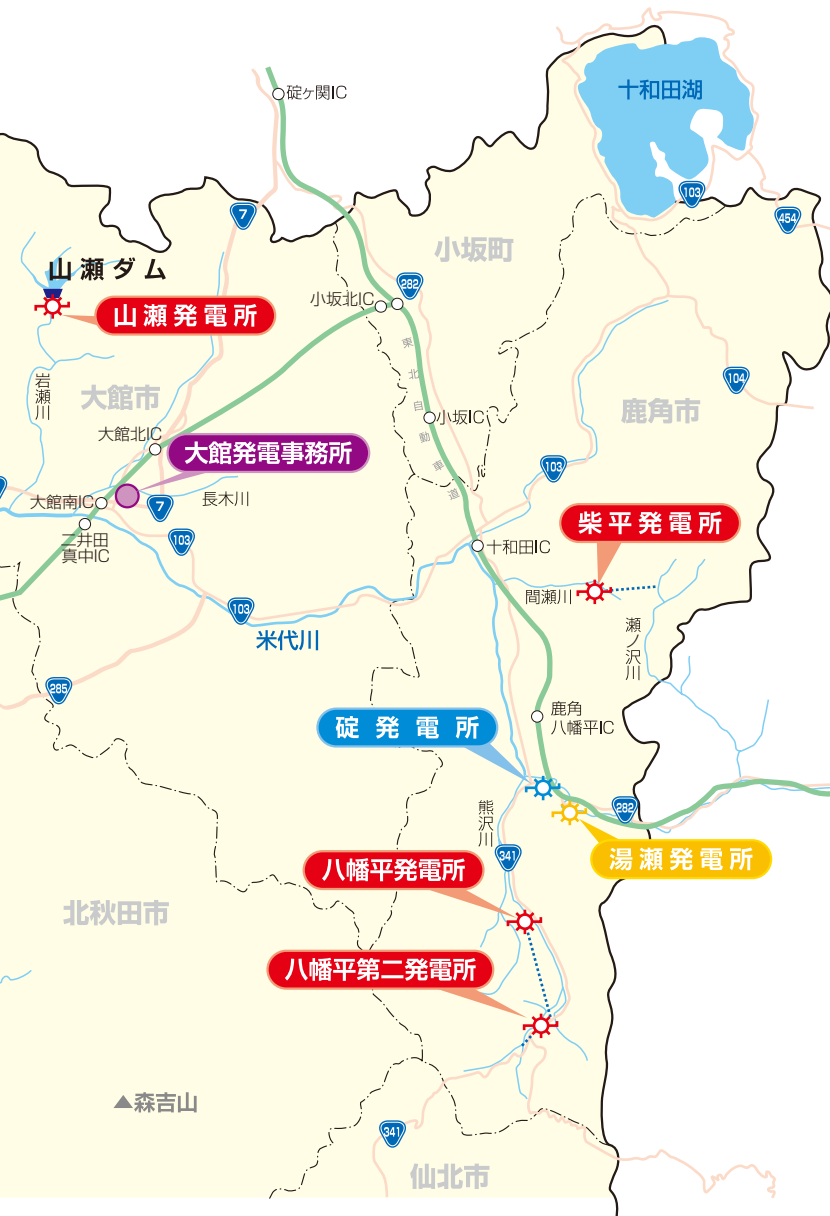 十和田湖
碇ヶ関IC
103
7
454
小坂町
山瀬ダム
282
小坂北IC
山瀬発電所
東北自動車道
104
岩瀬川
大館市
鹿角市
小坂IC
大館北IC
大館発電事務所
103
大館南IC
7
長木川
柴平発電所
二井田
真中IC
103
十和田IC
間瀬川
103
瀬ノ沢川
米代川
285
鹿角
八幡平IC
碇発電所
熊沢川
282
341
湯瀬発電所
八幡平発電所
北秋田市
八幡平第二発電所
森吉山
341
仙北市